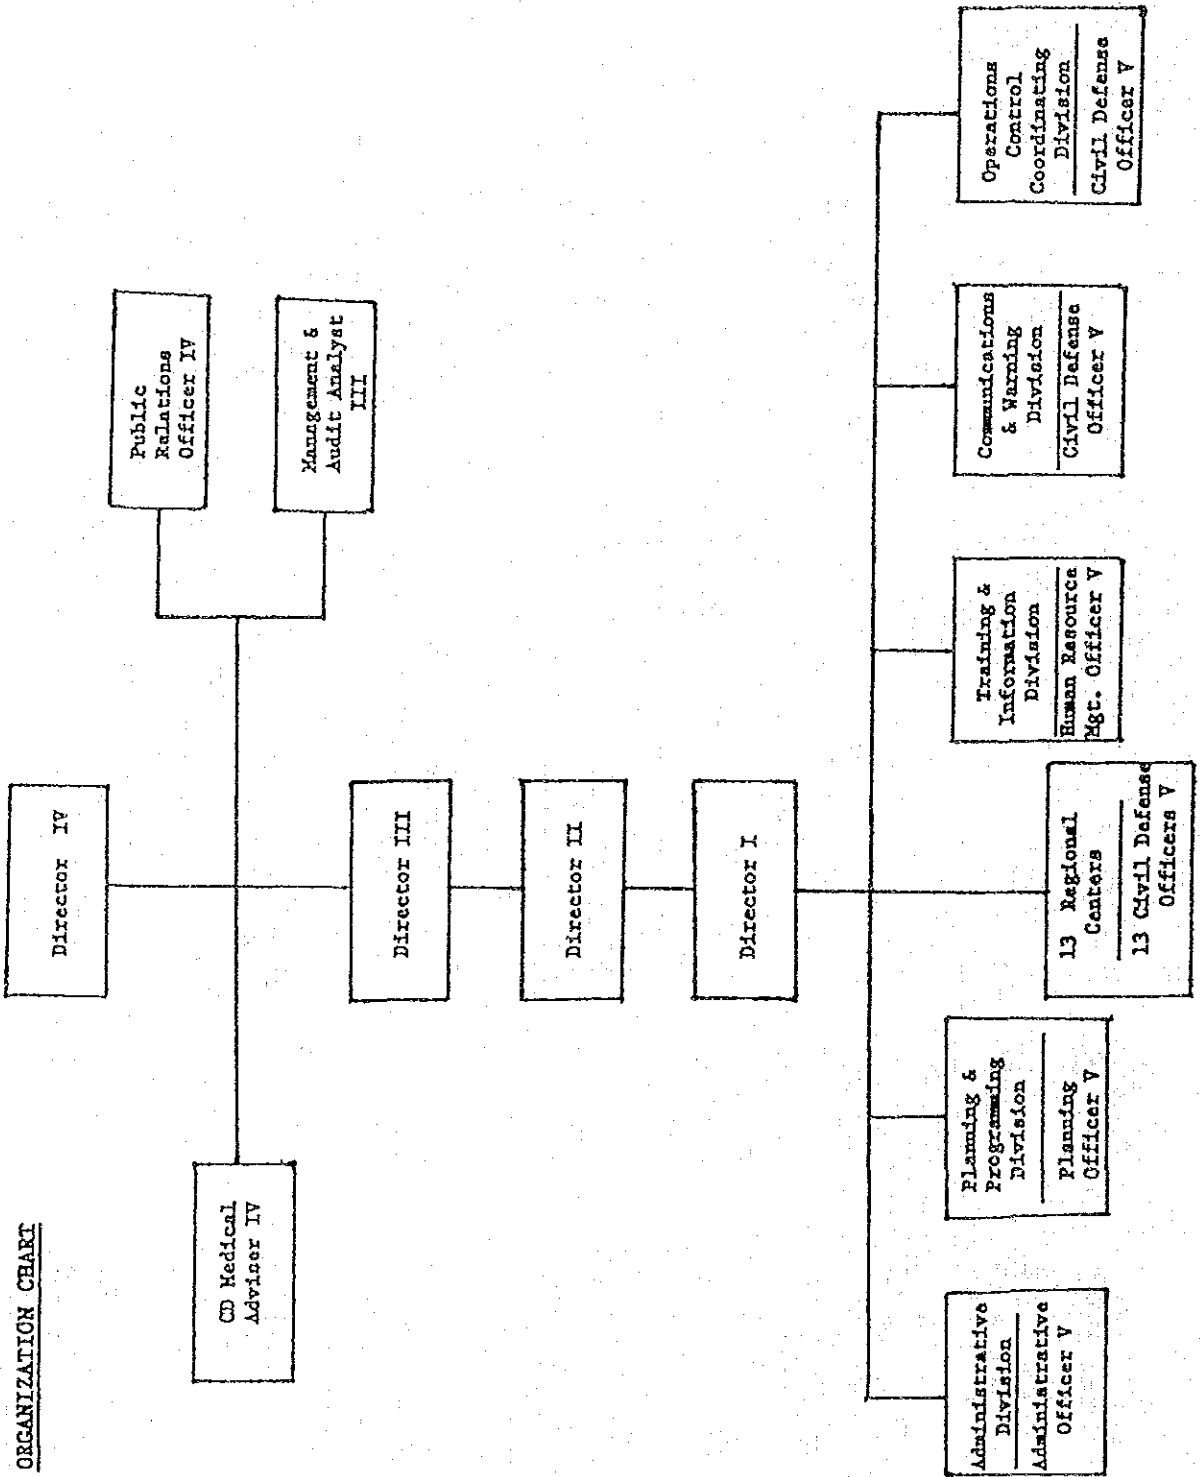 ORGANIZATION CHART
Director IV
CD Medical
Adviser IV
Public
Ralations
Officer IV
Management &
Audit Analyst
III
Director III
Director II
Director I
Administrative
Division
Administrative
Officer V
Planning &
Programming
Division
Planning
Officer V
13 Regional
Centers
13 Civil Defense
Officers V
Training &
Information
Division
Human Resource
Mgt. Officer V
Communications
& Warning
Division
Civil Defense
Officer V
Operations
Control
Coordinating
Division
Civil Defense
Officer V